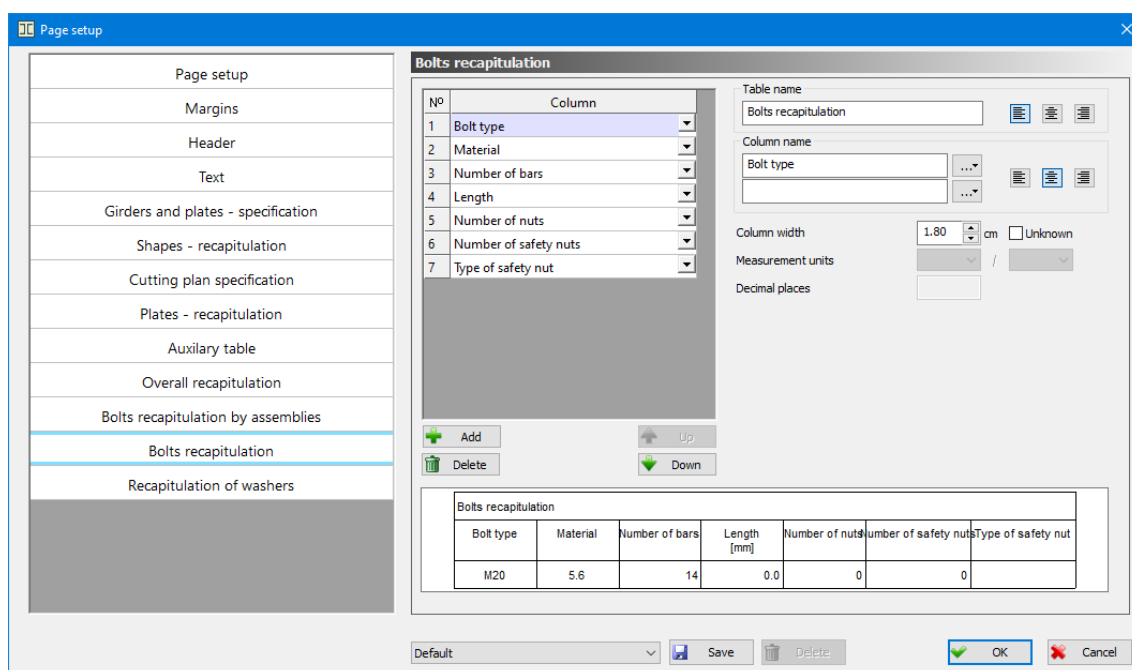 Page setup
Page setup
Margins
Header
Text
Girders and plates - specification
Shapes - recapitulation
Cutting plan specification
Plates - recapitulation
Auxilary table
Overall recapitulation
Bolts recapitulation by assemblies
Bolts recapitulation
Recapitulation of washers
Bolts recapitulation
Nº Column
1 Bolt type
2 Material
3 Number of bars
4 Length
5 Number of nuts
6 Number of safety nuts
7 Type of safety nut
Add Up
Delete Down
Table name
Bolts recapitulation
Column name
Bolt type ...
...
Column width 1.80 cm Unknown
Measurement units /
Decimal places
Bolts recapitulation
Bolt type Material Number of bars Length Number of nuts umber of safety nuts Type of safety nut
[mm]
M20 5.6 14 0.0 0 0
Default Save Delete OK Cancel